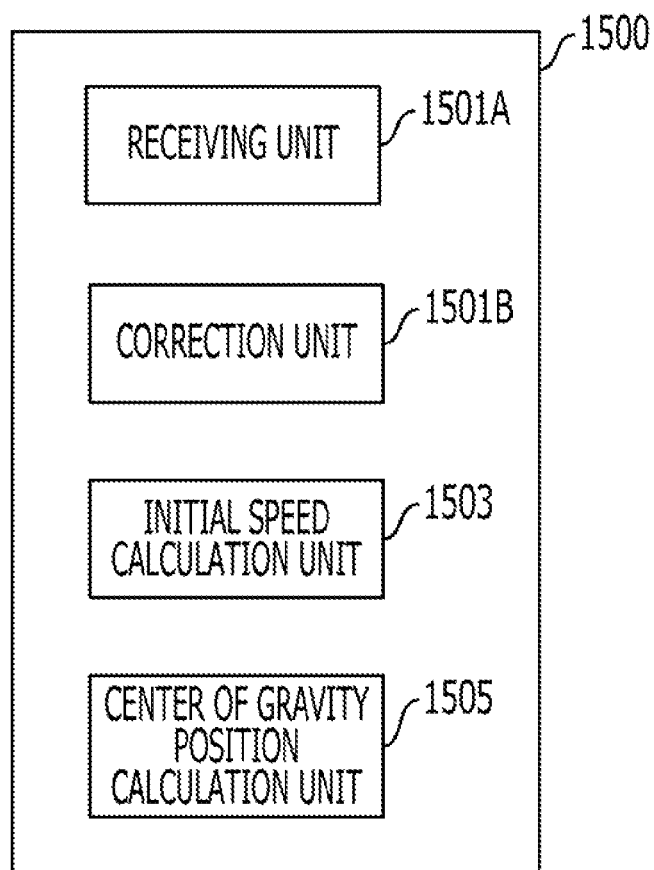 1500
RECEIVING UNIT
1501A
CORRECTION UNIT
1501B
INITIAL SPEED
CALCULATION UNIT
1503
CENTER OF GRAVITY
POSITION
CALCULATION UNIT
1505